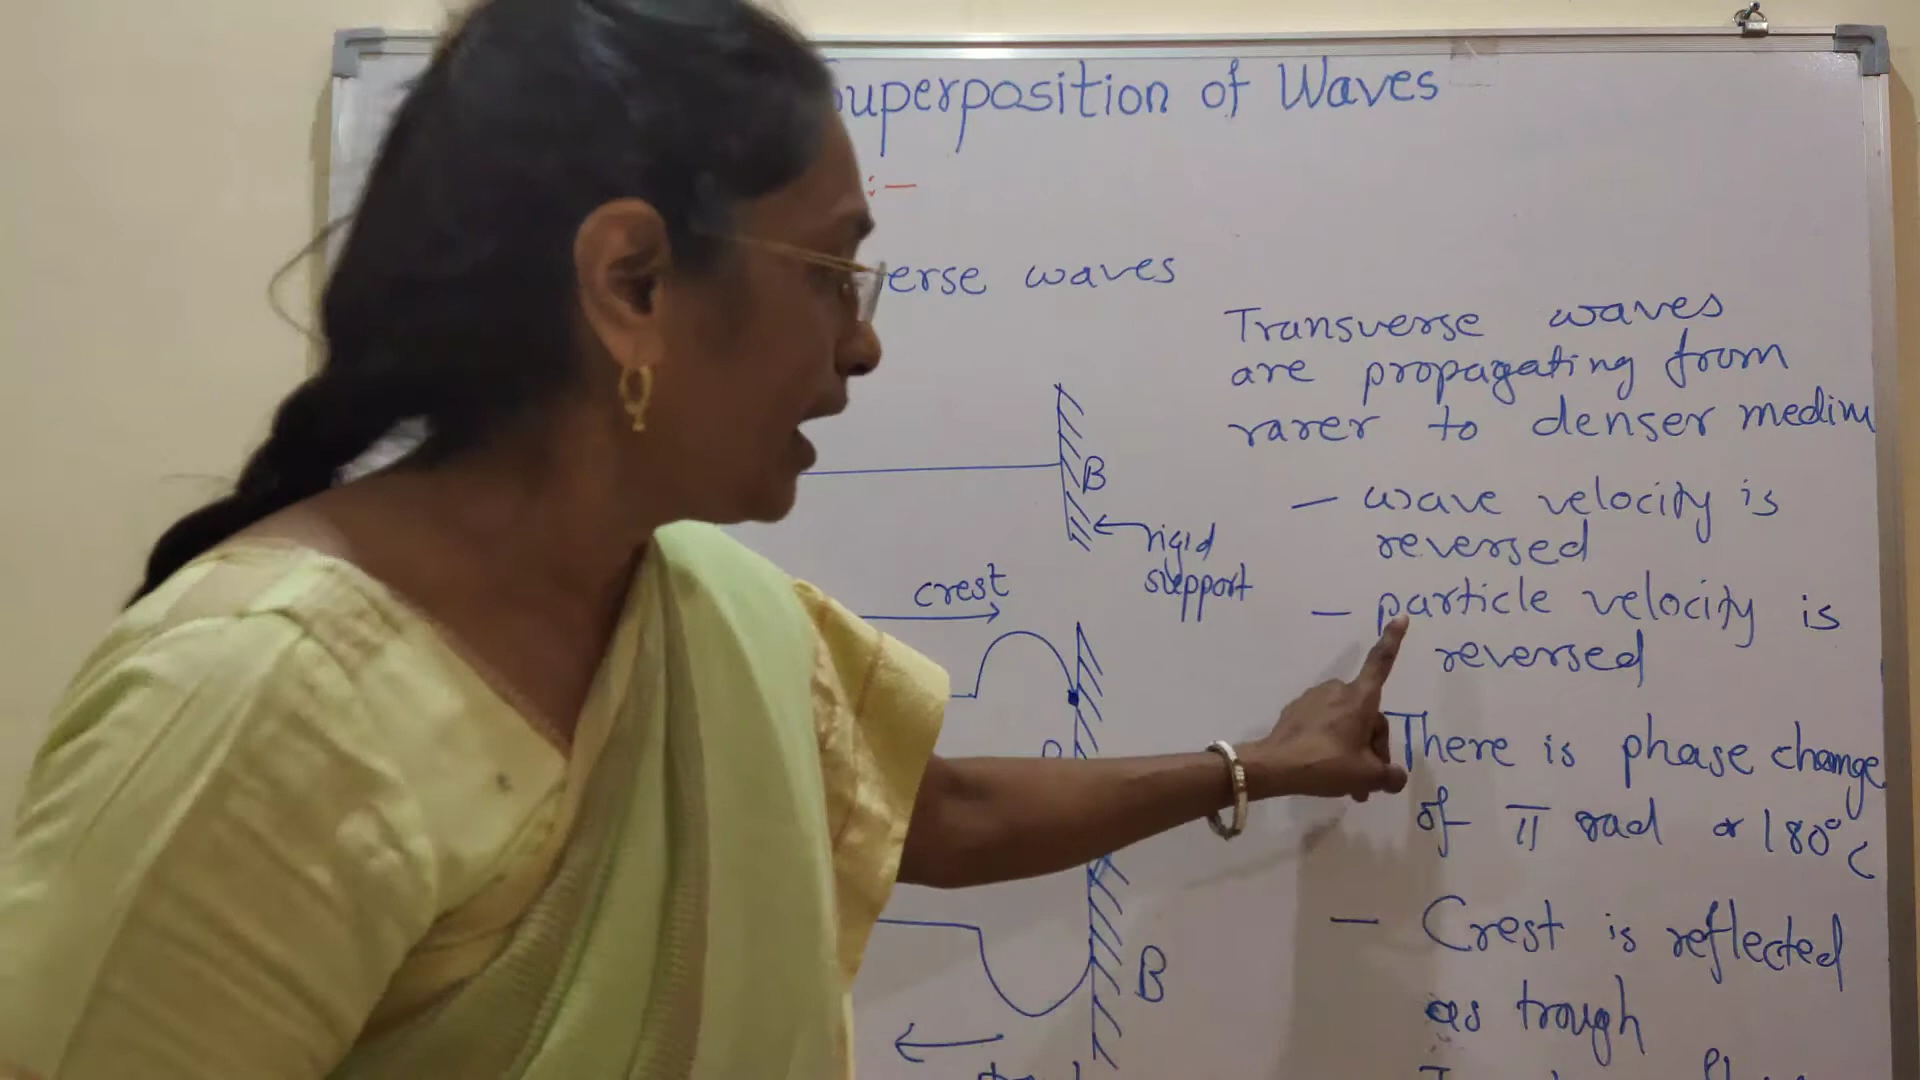 uperposition of Waves
:—
erse waves
Transverse waves
are propagating from
rarer to denser medium
— wave velocity is
reversed
— particle velocity is
reversed
There is phase change
of π rad or 180°c
— Crest is reflected
as trough
B
rigid
support
crest
B